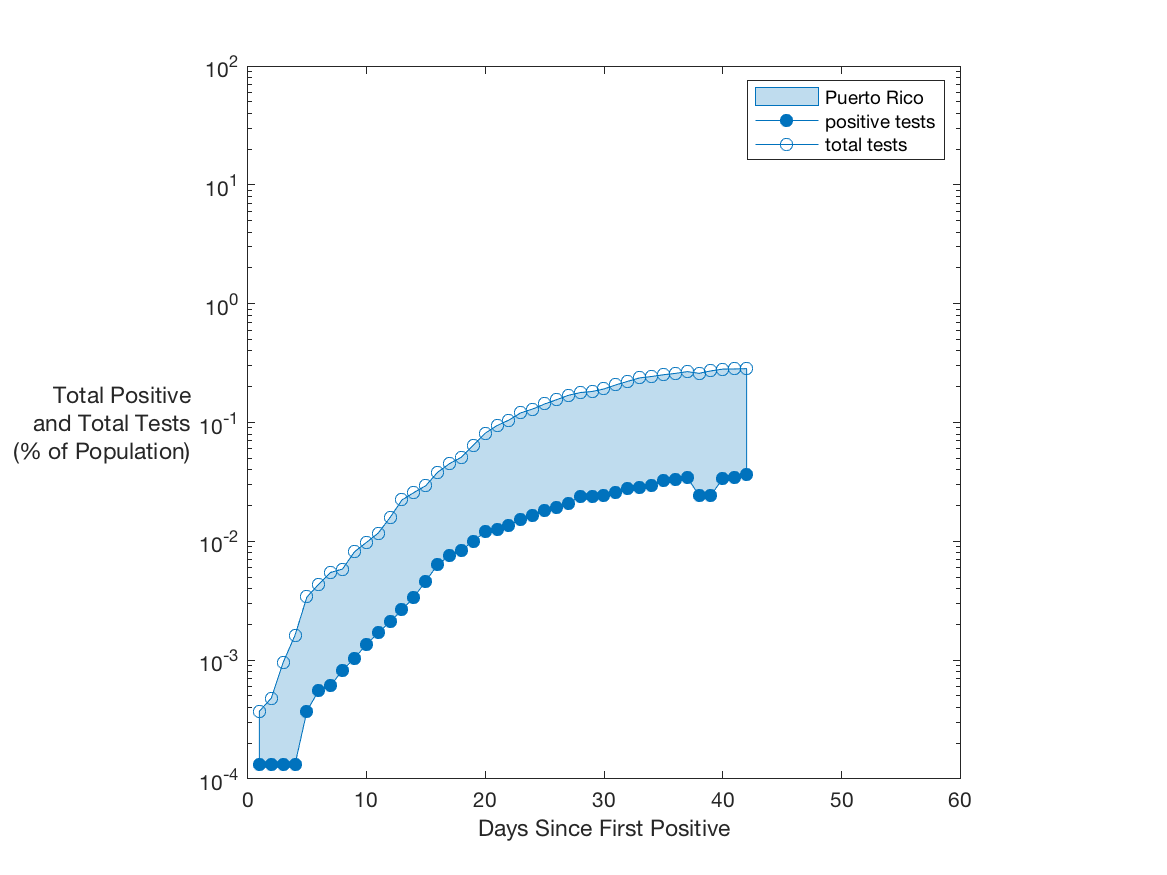 10^2
10^1
10^0
10^-1
10^-2
10^-3
10^-4
Total Positive
and Total Tests
(% of Population)
Puerto Rico
positive tests
total tests
0 10 20 30 40 50 60
Days Since First Positive